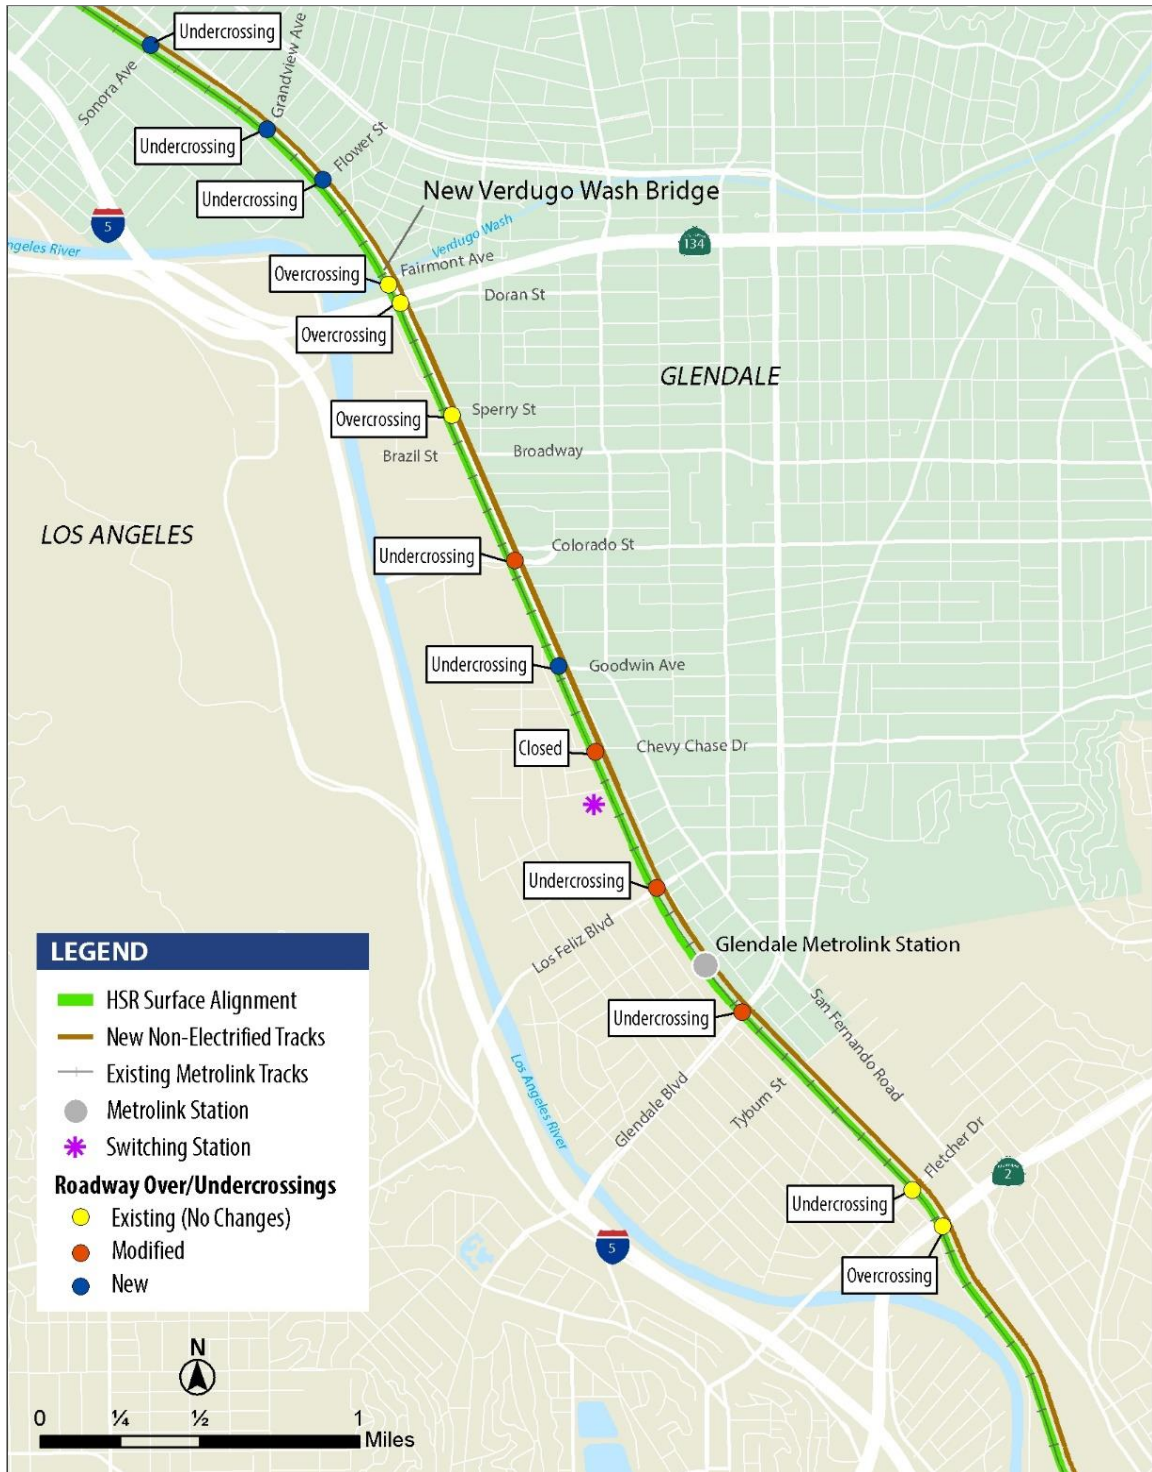 Undercrossing
Sonora Ave
Grandview Ave
Undercrossing
Flower St
Undercrossing
New Verdugo Wash Bridge
5
Verdugo Wash
134
Angeles River
Overcrossing
Fairmont Ave
Doran St
Overcrossing
GLENDALE
Overcrossing
Sperry St
Brazil St
Broadway
LOS ANGELES
Undercrossing
Colorado St
Undercrossing
Goodwin Ave
Closed
Chevy Chase Dr
Undercrossing
Los Feliz Blvd
Glendale Metrolink Station
Undercrossing
San Fernando Road
Los Angeles River
Glendale Blvd
Tyburn St
Fletcher Dr
2
Undercrossing
5
Overcrossing
LEGEND
HSR Surface Alignment
New Non-Electrified Tracks
Existing Metrolink Tracks
Metrolink Station
Switching Station
Roadway Over/Undercrossings
Existing (No Changes)
Modified
New
N
0 ¼ ½ 1
Miles